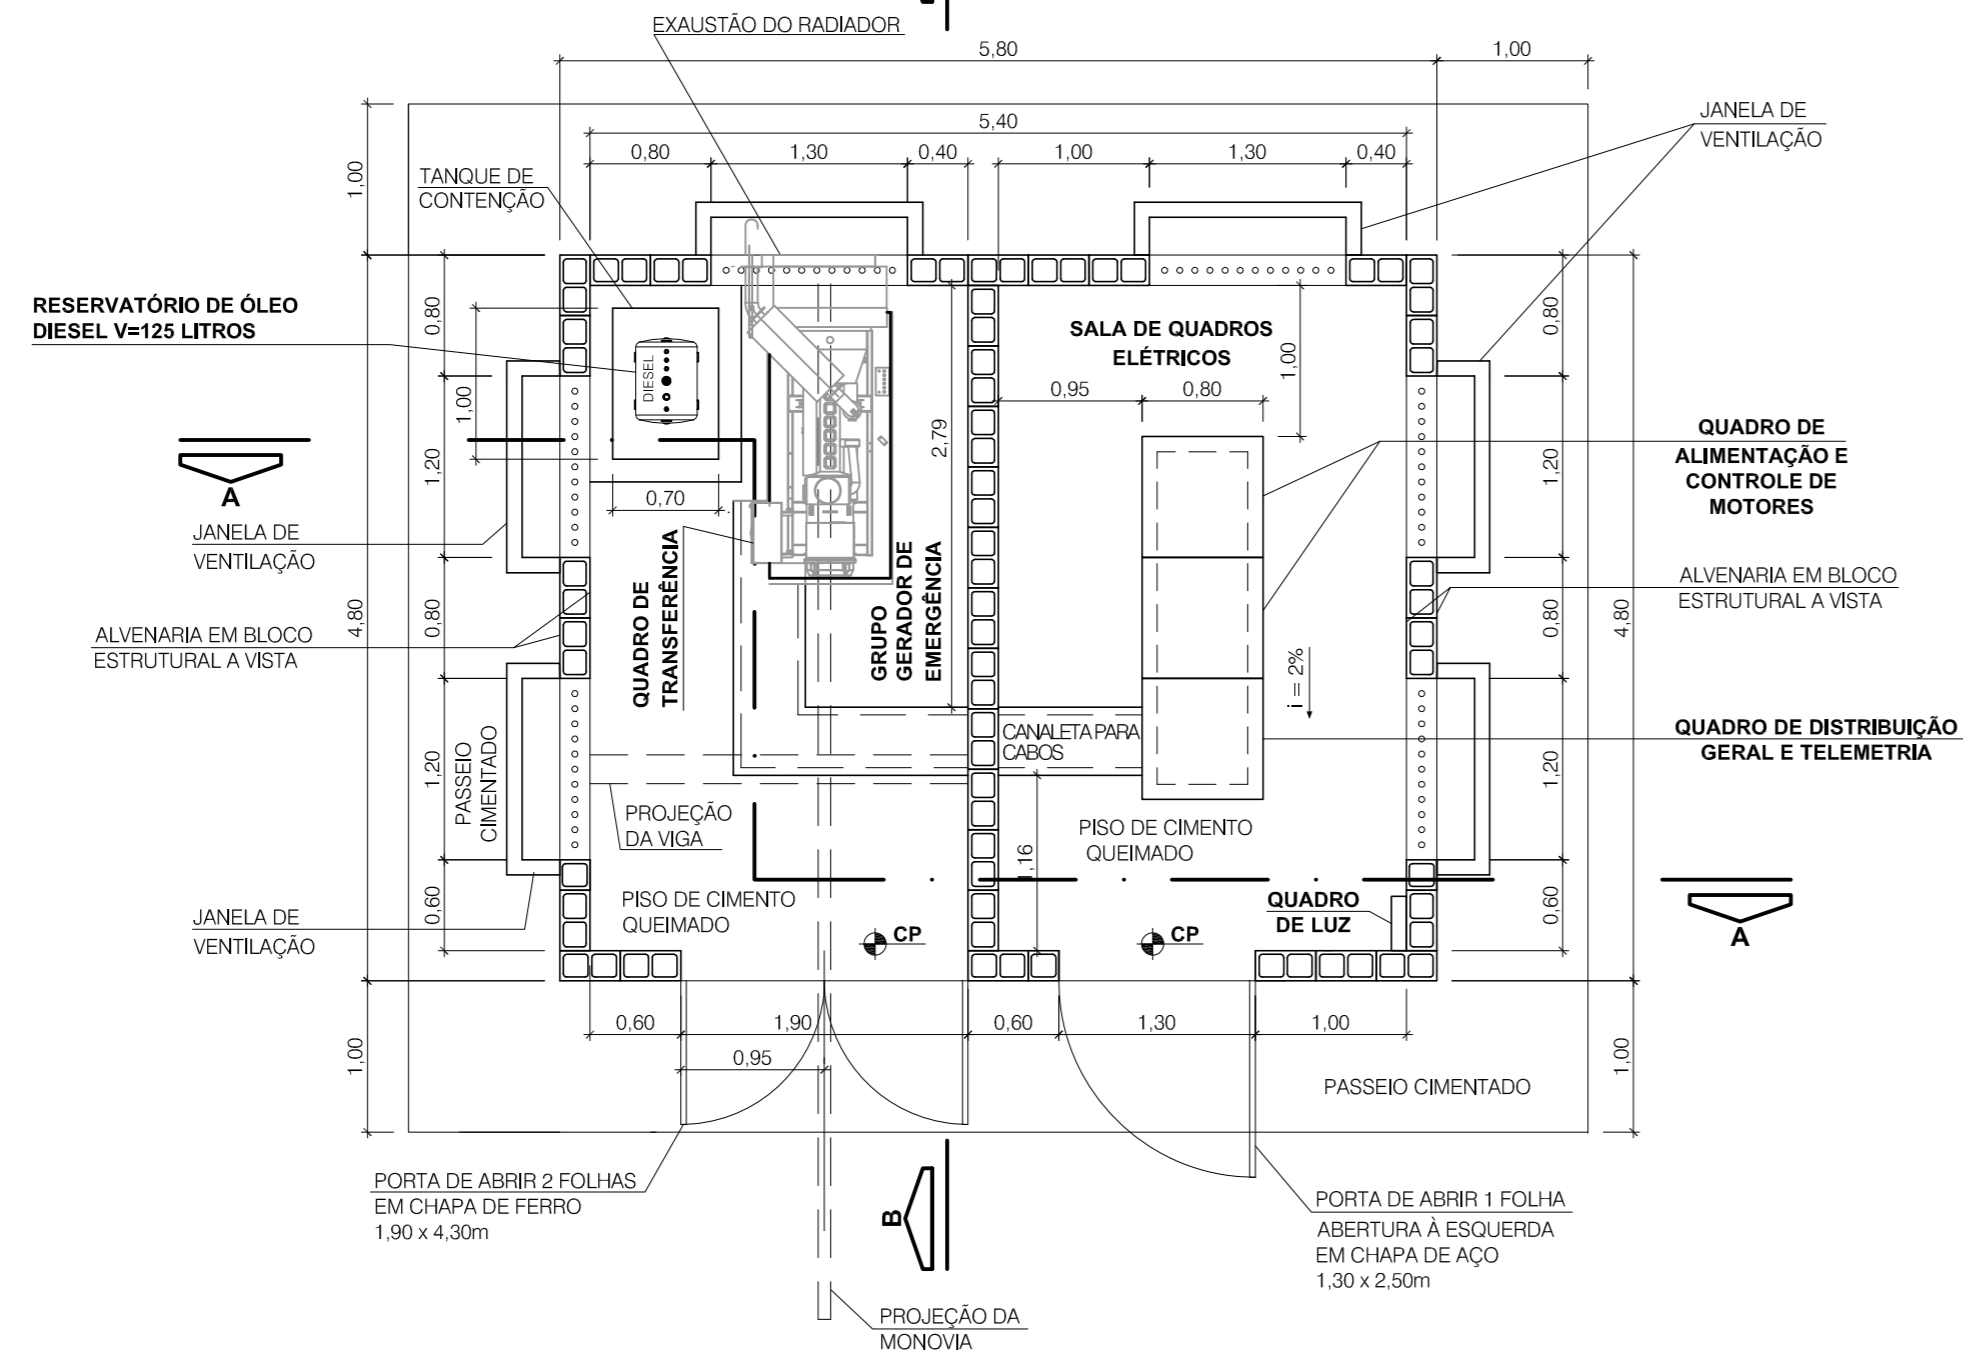 EXAUSTÃO DO RADIADOR
5,80
1,00
5,40
0,80
1,30
0,40
1,00
1,30
0,40
JANELA DE
VENTILAÇÃO
1,00
TANQUE DE
CONTENÇÃO
RESERVATÓRIO DE ÓLEO
DIESEL V=125 LITROS
0,80
DIESEL
1,00
SALA DE QUADROS
ELÉTRICOS
1,00
0,80
0,95
0,80
A
1,20
0,70
2,79
1,20
QUADRO DE
ALIMENTAÇÃO E
CONTROLE DE
MOTORES
JANELA DE
VENTILAÇÃO
QUADRO DE
TRANSFERÊNCIA
GRUPO
GERADOR DE
EMERGÊNCIA
ALVENARIA EM BLOCO
ESTRUTURAL A VISTA
4,80
0,80
ALVENARIA EM BLOCO
ESTRUTURAL A VISTA
0,80
4,80
i = 2%
PASSEIO
CIMENTADO
1,20
CANALETA PARA
CABOS
QUADRO DE DISTRIBUIÇÃO
GERAL E TELEMETRIA
1,20
PROJEÇÃO
DA VIGA
PISO DE CIMENTO
QUEIMADO
1,16
PISO DE CIMENTO
QUEIMADO
JANELA DE
VENTILAÇÃO
0,60
CP
CP
QUADRO
DE LUZ
0,60
A
0,60
1,90
0,60
1,30
1,00
0,95
1,00
1,00
PASSEIO CIMENTADO
PORTA DE ABRIR 2 FOLHAS
EM CHAPA DE FERRO
1,90 x 4,30m
B
PORTA DE ABRIR 1 FOLHA
ABERTURA À ESQUERDA
EM CHAPA DE AÇO
1,30 x 2,50m
PROJEÇÃO DA
MONOVIA